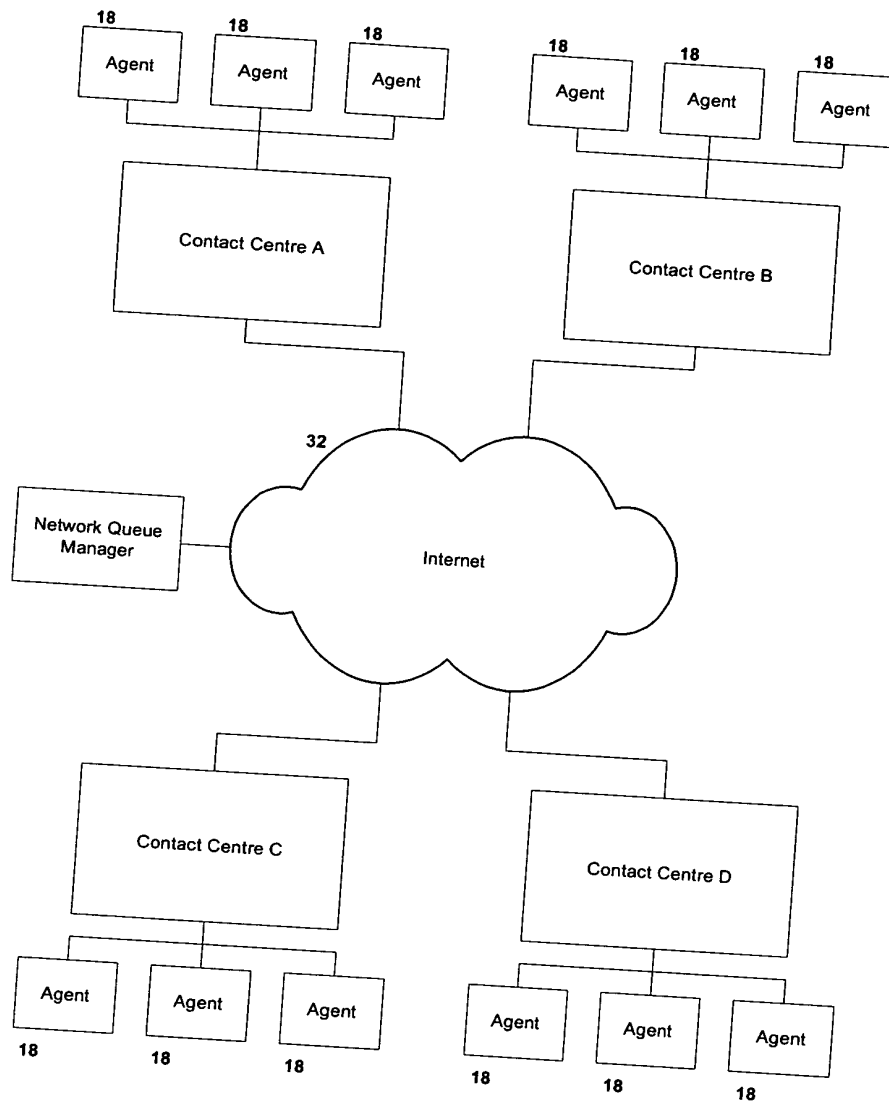 18
18
18
Agent
Agent
Agent
18
18
18
Agent
Agent
Agent
Contact Centre A
Contact Centre B
32
Network Queue
Manager
Internet
Contact Centre C
Contact Centre D
Agent
Agent
Agent
18
18
18
Agent
Agent
Agent
18
18
18